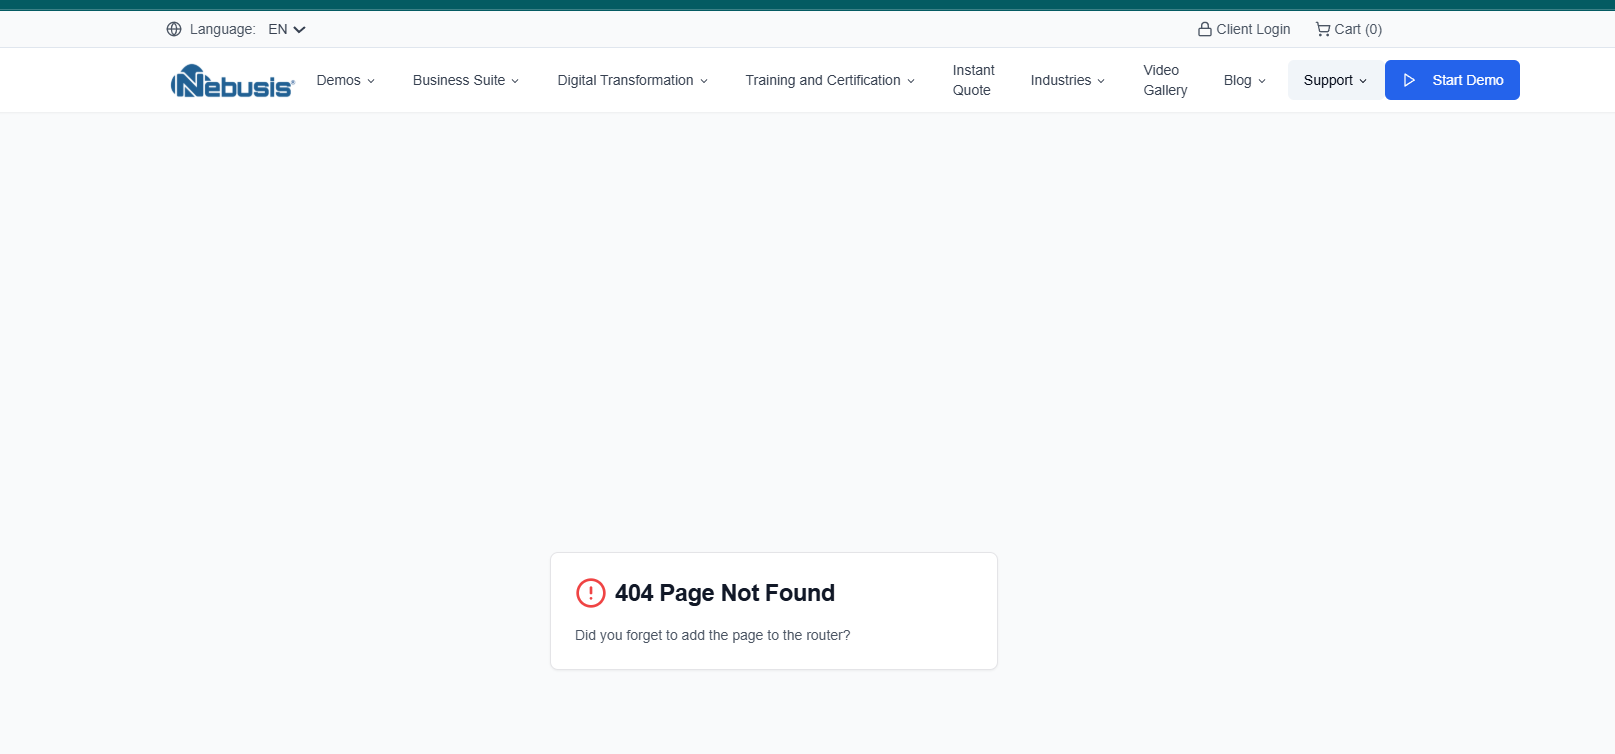 Language: EN
Client Login
Cart (0)
Nebusis®
Demos
Business Suite
Digital Transformation
Training and Certification
Instant
Quote
Industries
Video
Gallery
Blog
Support
Start Demo
404 Page Not Found
Did you forget to add the page to the router?